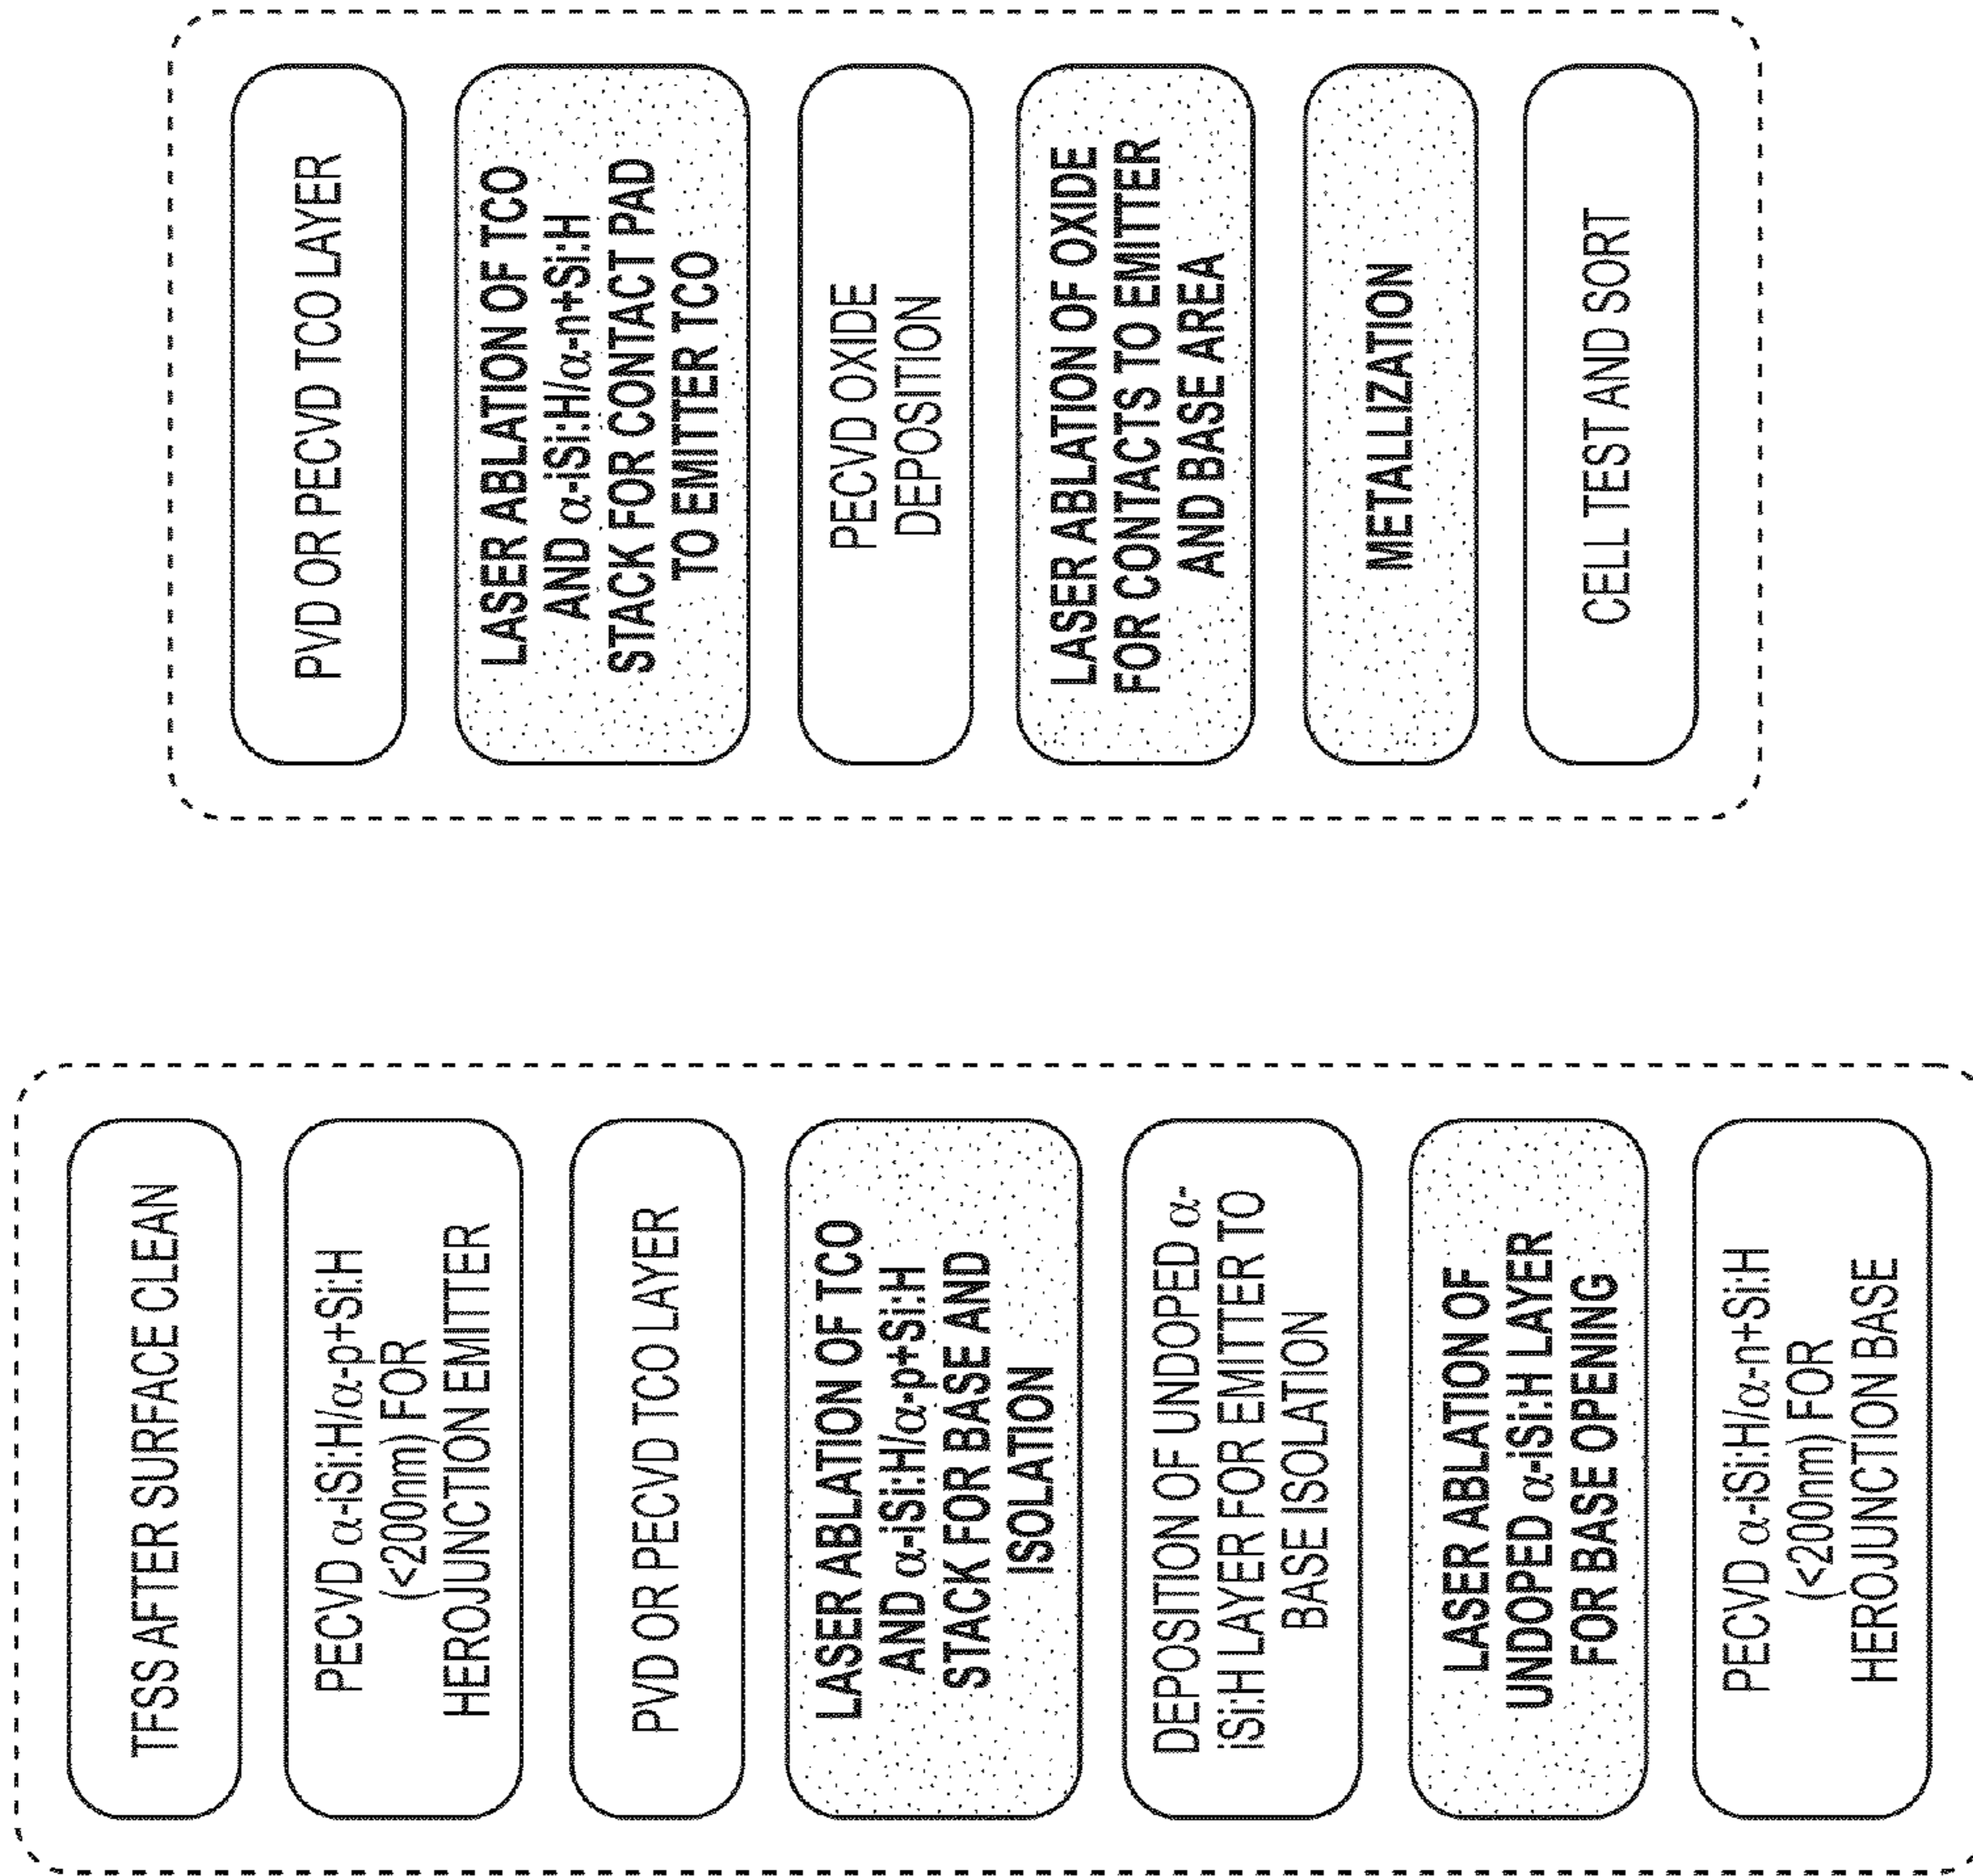 TFSS AFTER SURFACE CLEAN
PECVD α-iSi:H/α-p+Si:H
(<200nm) FOR
HEROJUNCTION EMITTER
PVD OR PECVD TCO LAYER
LASER ABLATION OF TCO
AND α-iSi:H/α-p+Si:H
STACK FOR BASE AND
ISOLATION
DEPOSITION OF UNDOPED α-
iSi:H LAYER FOR EMITTER TO
BASE ISOLATION
LASER ABLATION OF
UNDOPED α-iSi:H LAYER
FOR BASE OPENING
PECVD α-iSi:H/α-n+Si:H
(<200nm) FOR
HEROJUNCTION BASE
PVD OR PECVD TCO LAYER
LASER ABLATION OF TCO
AND α-iSi:H/α-n+Si:H
STACK FOR CONTACT PAD
TO EMITTER TCO
PECVD OXIDE
DEPOSITION
LASER ABLATION OF OXIDE
FOR CONTACTS TO EMITTER
AND BASE AREA
METALLIZATION
CELL TEST AND SORT